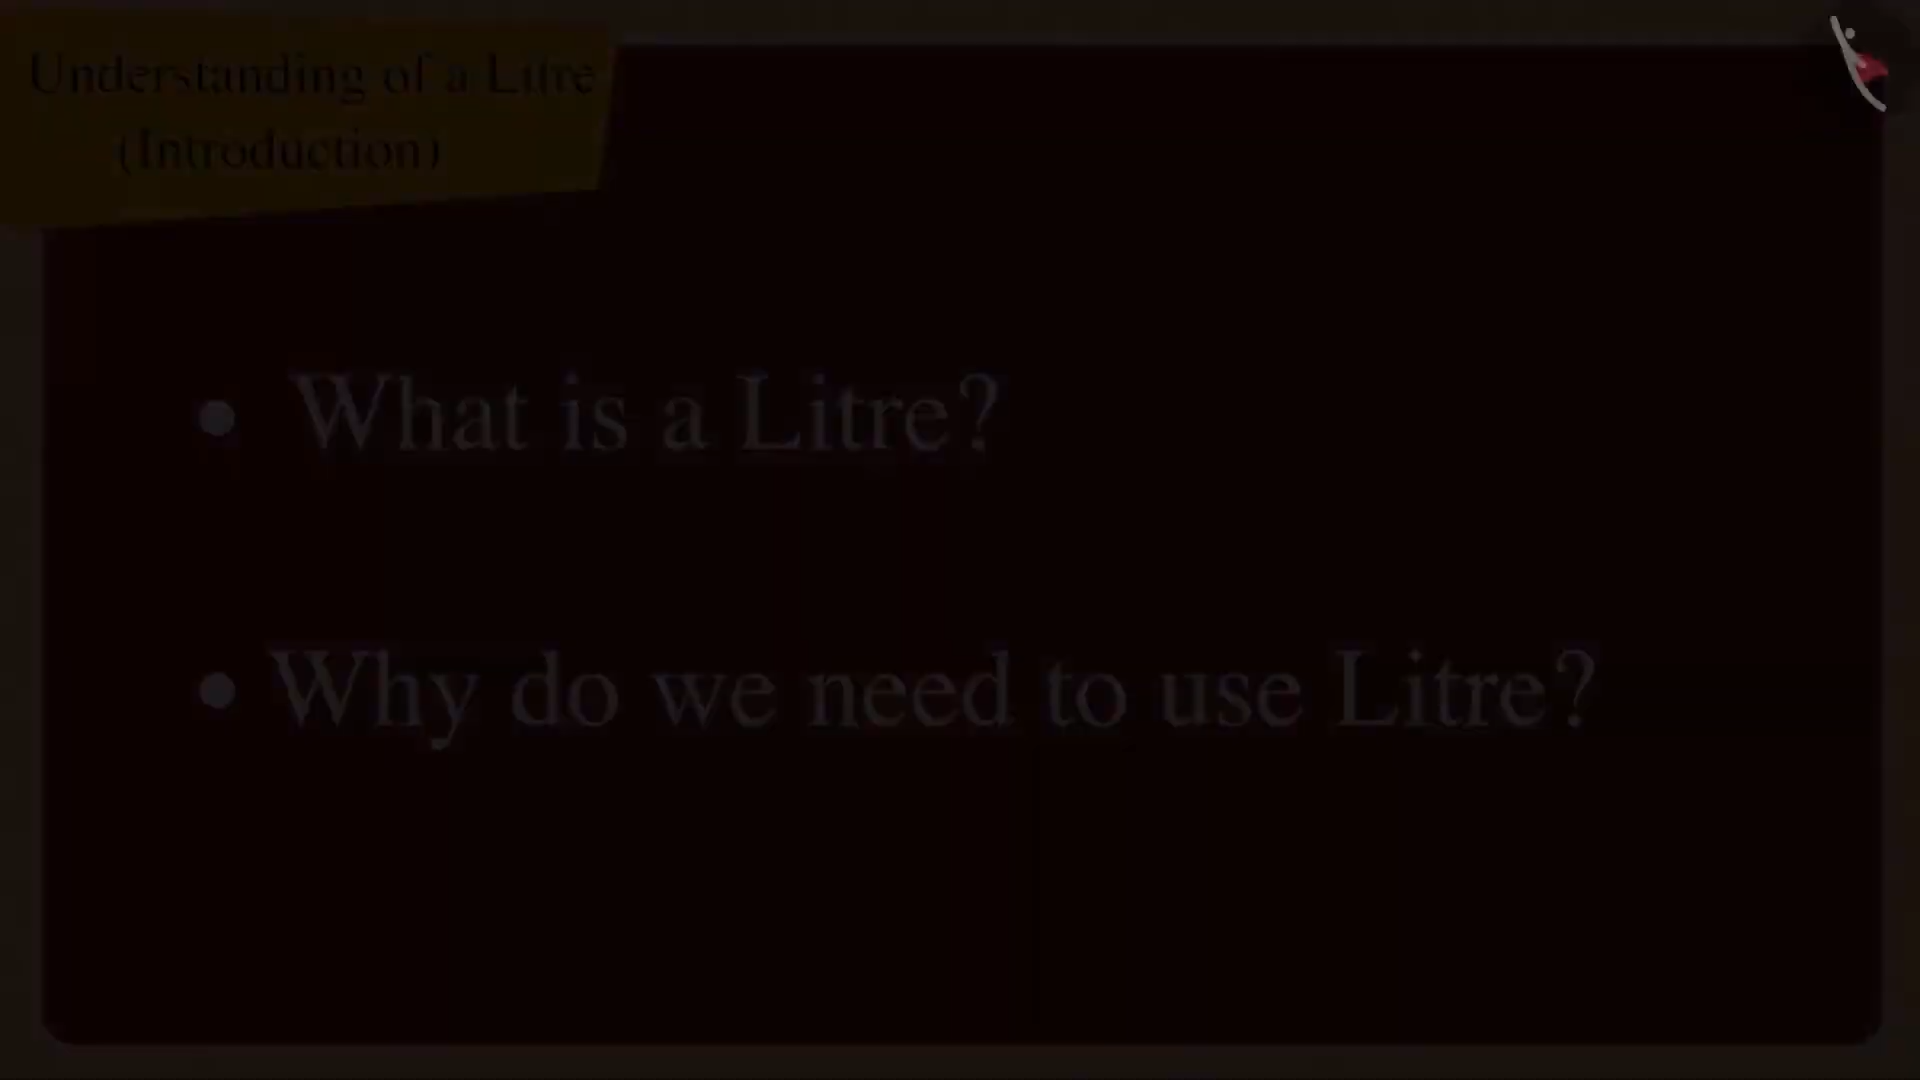 Understanding of a Litre
(Introduction)
• What is a Litre?
• Why do we need to use Litre?